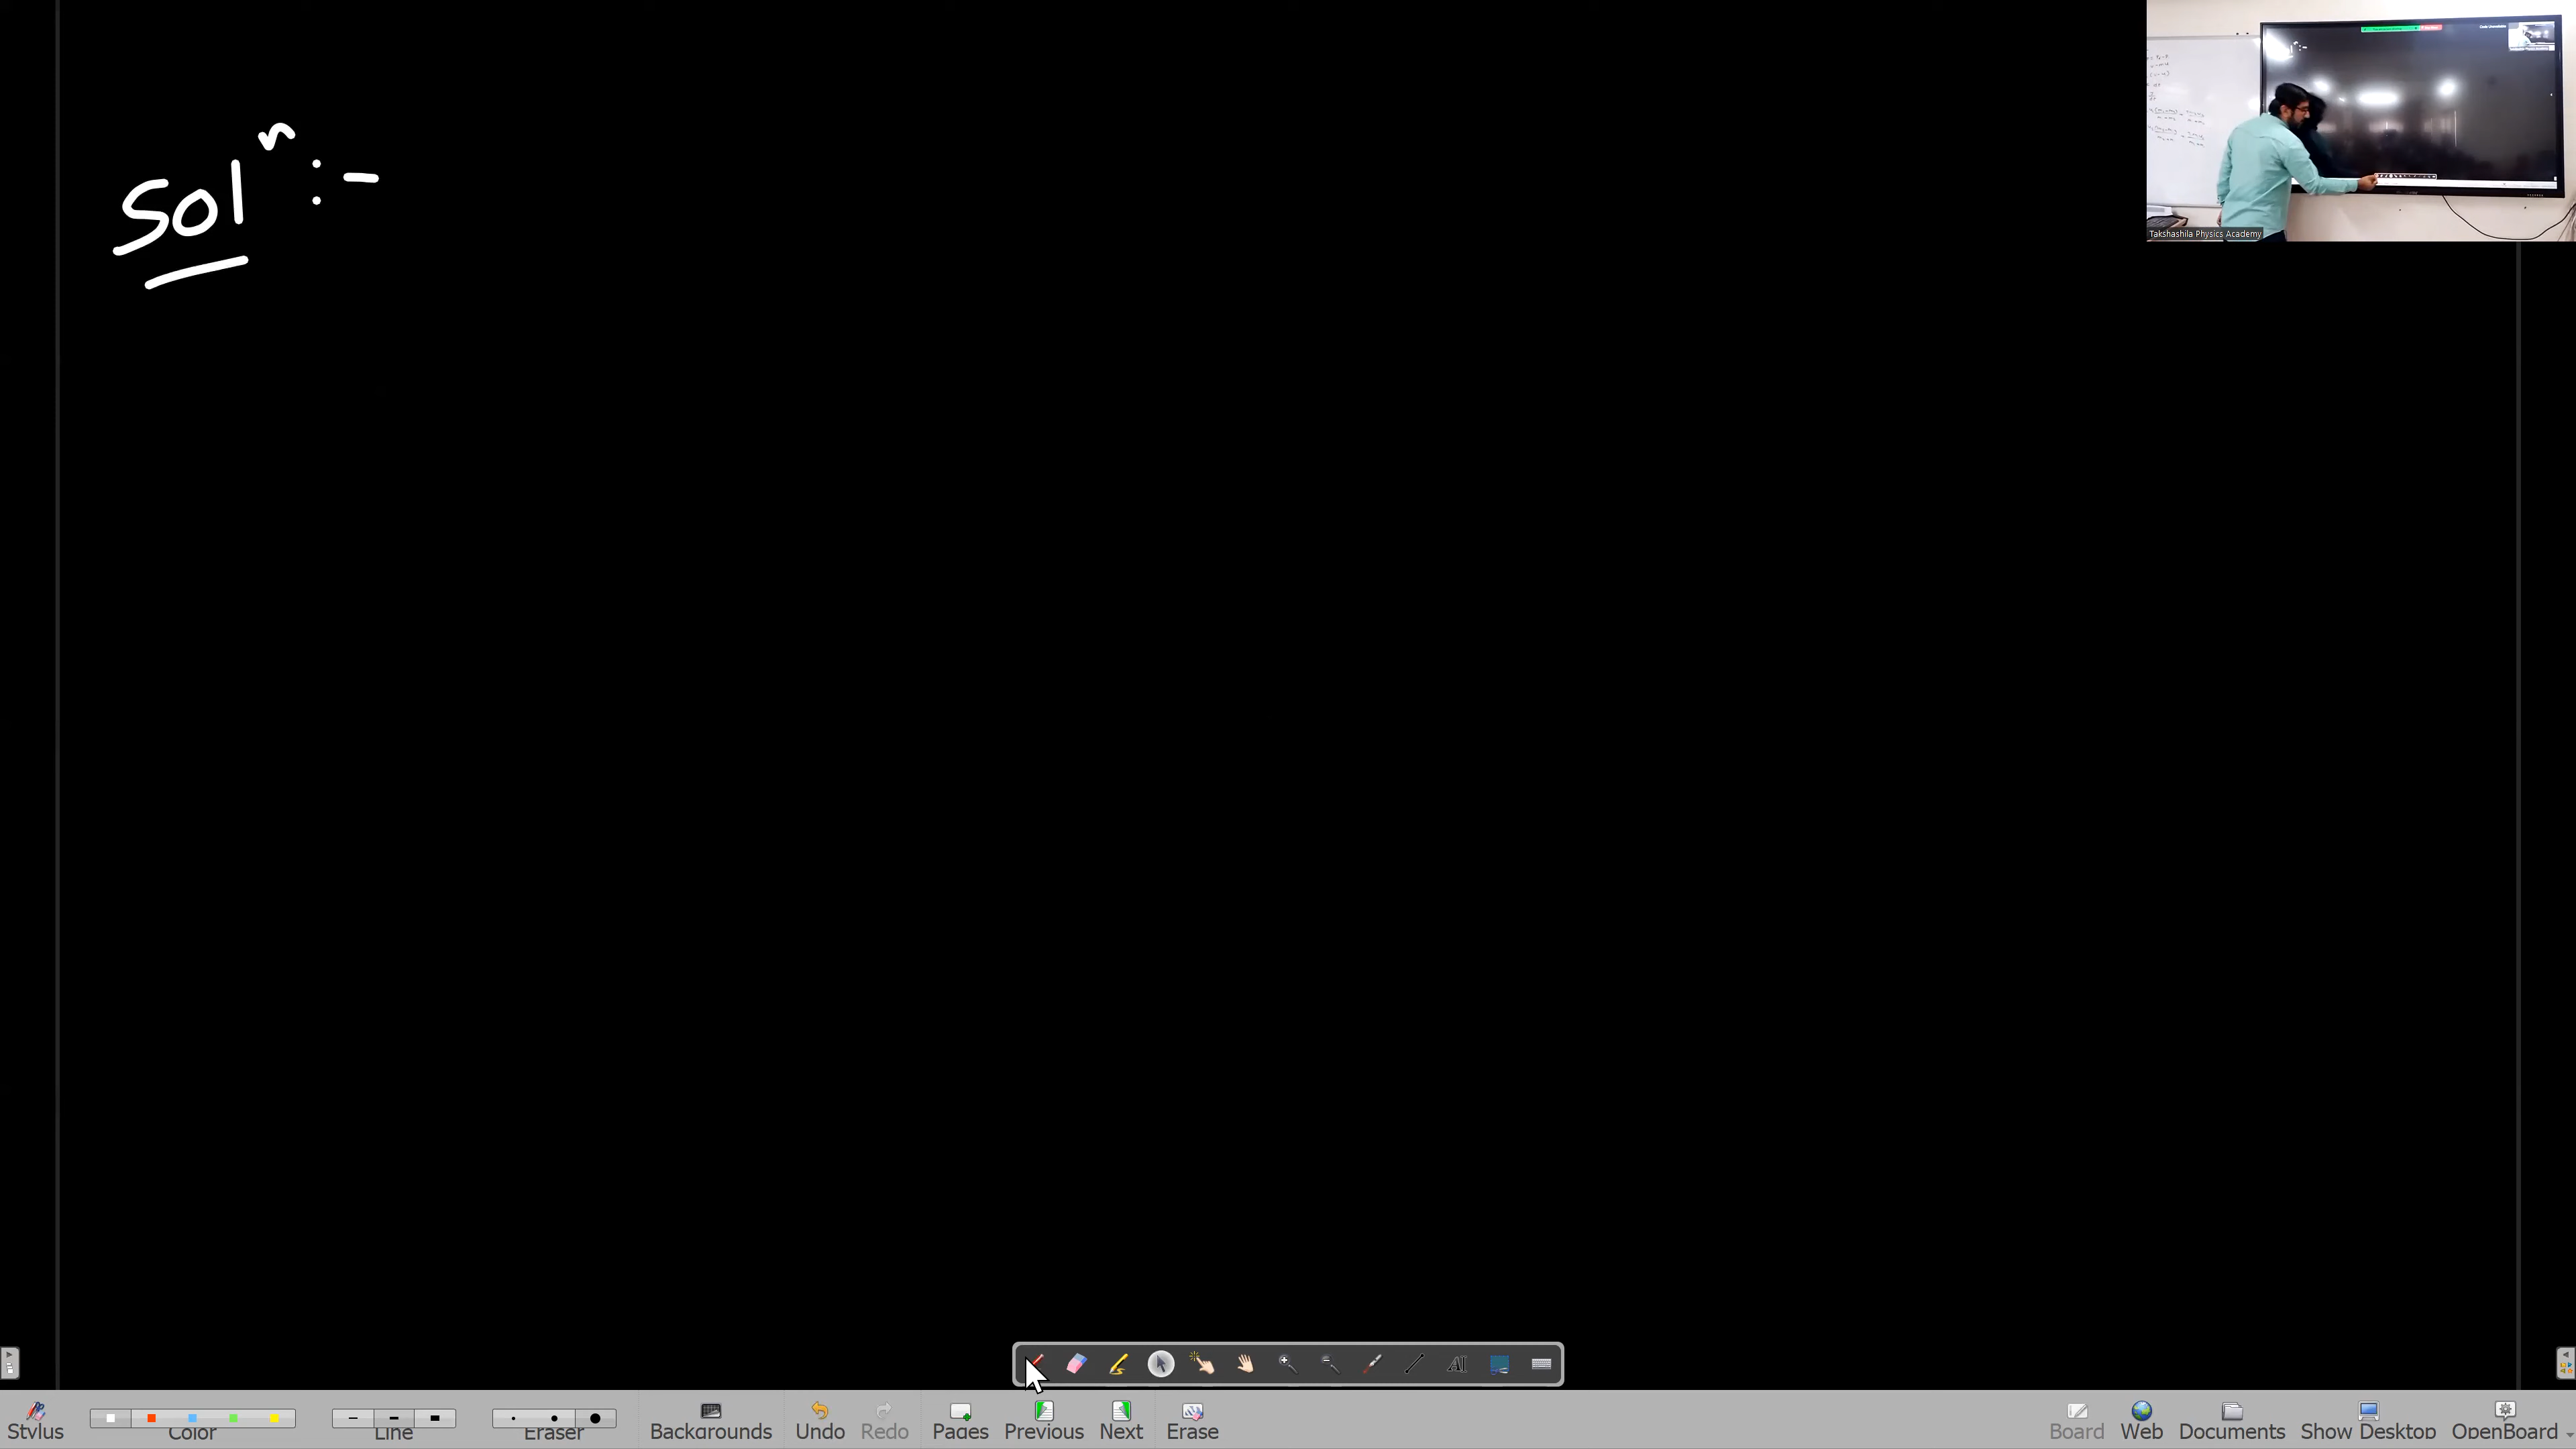 Solⁿ :-
Takshashila Physics Academy
Stylus
Color
Line
Eraser
Backgrounds
Undo
Redo
Pages
Previous
Next
Erase
Board
Web
Documents
Show Desktop
OpenBoard